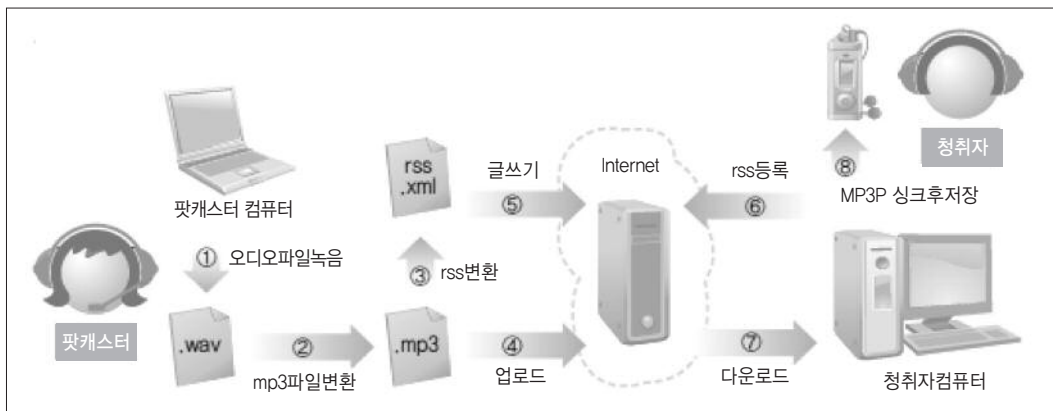 팟캐스터 컴퓨터
① 오디오파일녹음
팟캐스터
.wav
②
mp3파일변환
.mp3
③ rss변환
rss
.xml
④
업로드
글쓰기
⑤
Internet
rss등록
⑥
⑦
다운로드
청취자컴퓨터
⑧
MP3P 싱크후저장
청취자